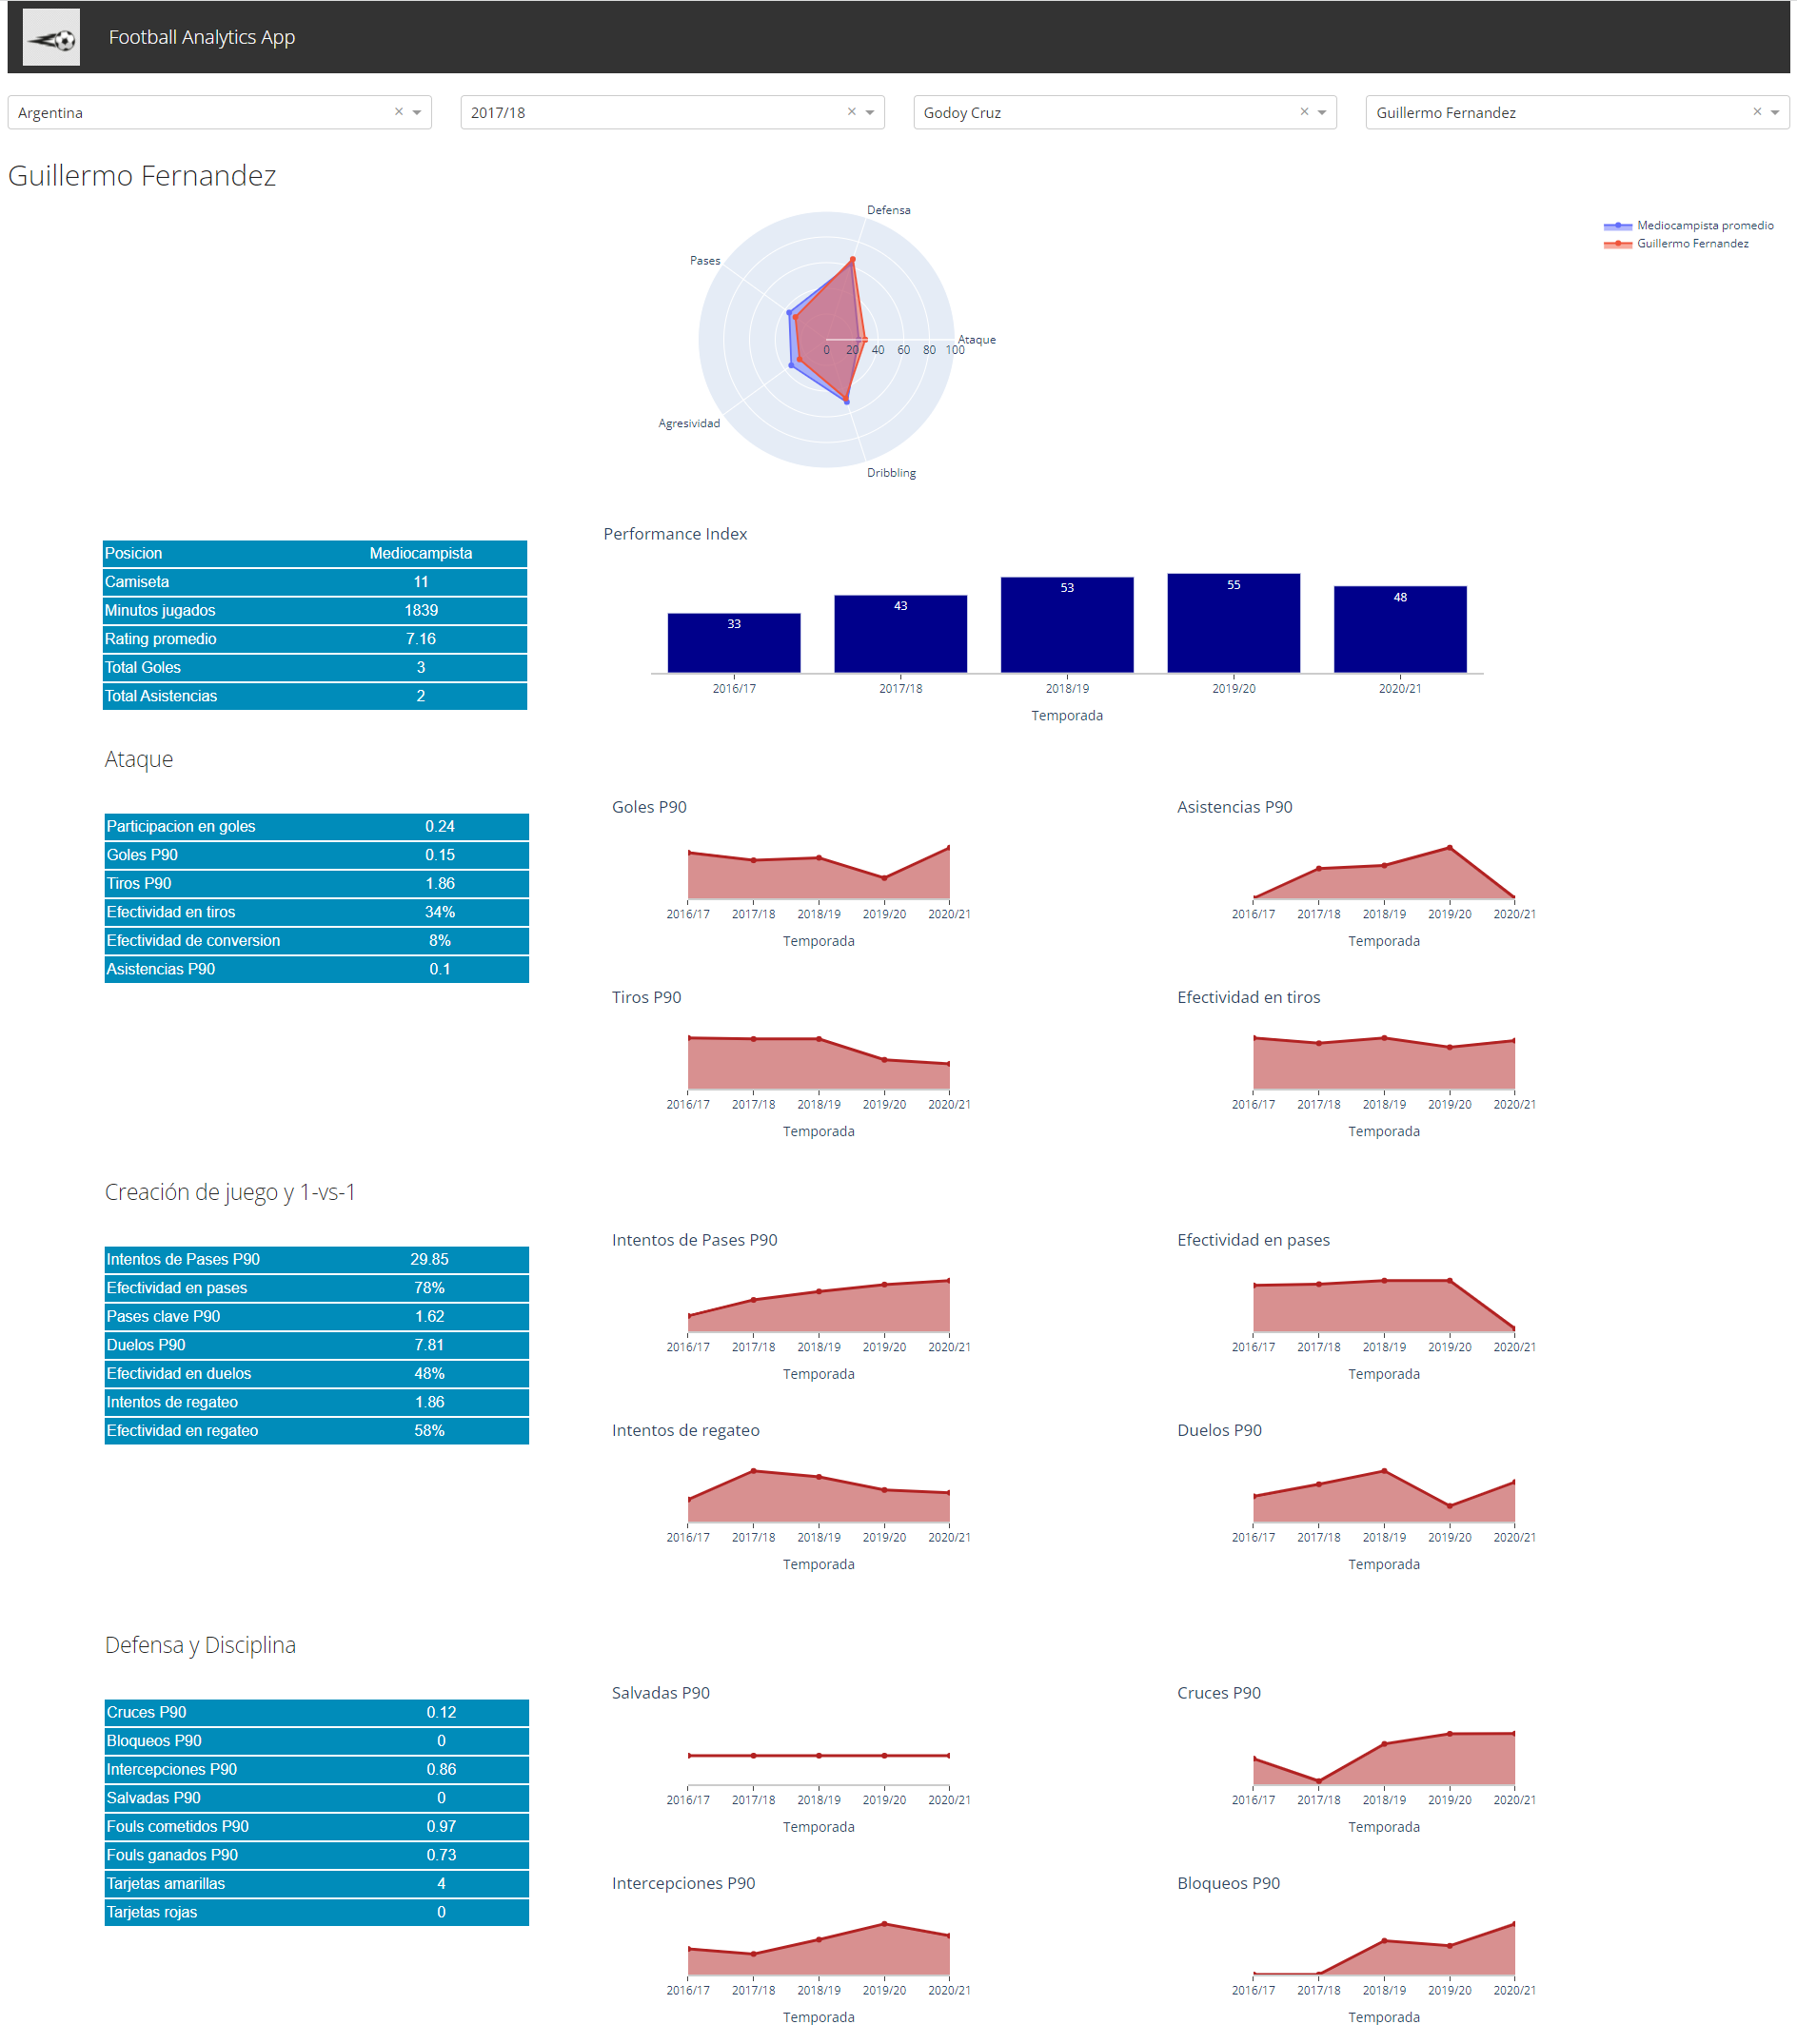 Football Analytics App
Argentina × 2017/18 × Godoy Cruz × Guillermo Fernandez ×
Guillermo Fernandez
Defensa
Mediocampista promedio
Guillermo Fernandez
Pases
Ataque
0 20 40 60 80 100
Agresividad
Dribbling
Posicion Mediocampista
Camiseta 11
Minutos jugados 1839
Rating promedio 7.16
Total Goles 3
Total Asistencias 2
Performance Index
33 43 53 55 48
2016/17 2017/18 2018/19 2019/20 2020/21
Temporada
Ataque
Participacion en goles 0.24
Goles P90 0.15
Tiros P90 1.86
Efectividad en tiros 34%
Efectividad de conversion 8%
Asistencias P90 0.1
Goles P90
2016/17 2017/18 2018/19 2019/20 2020/21
Temporada
Asistencias P90
2016/17 2017/18 2018/19 2019/20 2020/21
Temporada
Tiros P90
2016/17 2017/18 2018/19 2019/20 2020/21
Temporada
Efectividad en tiros
2016/17 2017/18 2018/19 2019/20 2020/21
Temporada
Creación de juego y 1-vs-1
Intentos de Pases P90 29.85
Efectividad en pases 78%
Pases clave P90 1.62
Duelos P90 7.81
Efectividad en duelos 48%
Intentos de regateo 1.86
Efectividad en regateo 58%
Intentos de Pases P90
2016/17 2017/18 2018/19 2019/20 2020/21
Temporada
Efectividad en pases
2016/17 2017/18 2018/19 2019/20 2020/21
Temporada
Intentos de regateo
2016/17 2017/18 2018/19 2019/20 2020/21
Temporada
Duelos P90
2016/17 2017/18 2018/19 2019/20 2020/21
Temporada
Defensa y Disciplina
Cruces P90 0.12
Bloqueos P90 0
Intercepciones P90 0.86
Salvadas P90 0
Fouls cometidos P90 0.97
Fouls ganados P90 0.73
Tarjetas amarillas 4
Tarjetas rojas 0
Salvadas P90
2016/17 2017/18 2018/19 2019/20 2020/21
Temporada
Cruces P90
2016/17 2017/18 2018/19 2019/20 2020/21
Temporada
Intercepciones P90
2016/17 2017/18 2018/19 2019/20 2020/21
Temporada
Bloqueos P90
2016/17 2017/18 2018/19 2019/20 2020/21
Temporada